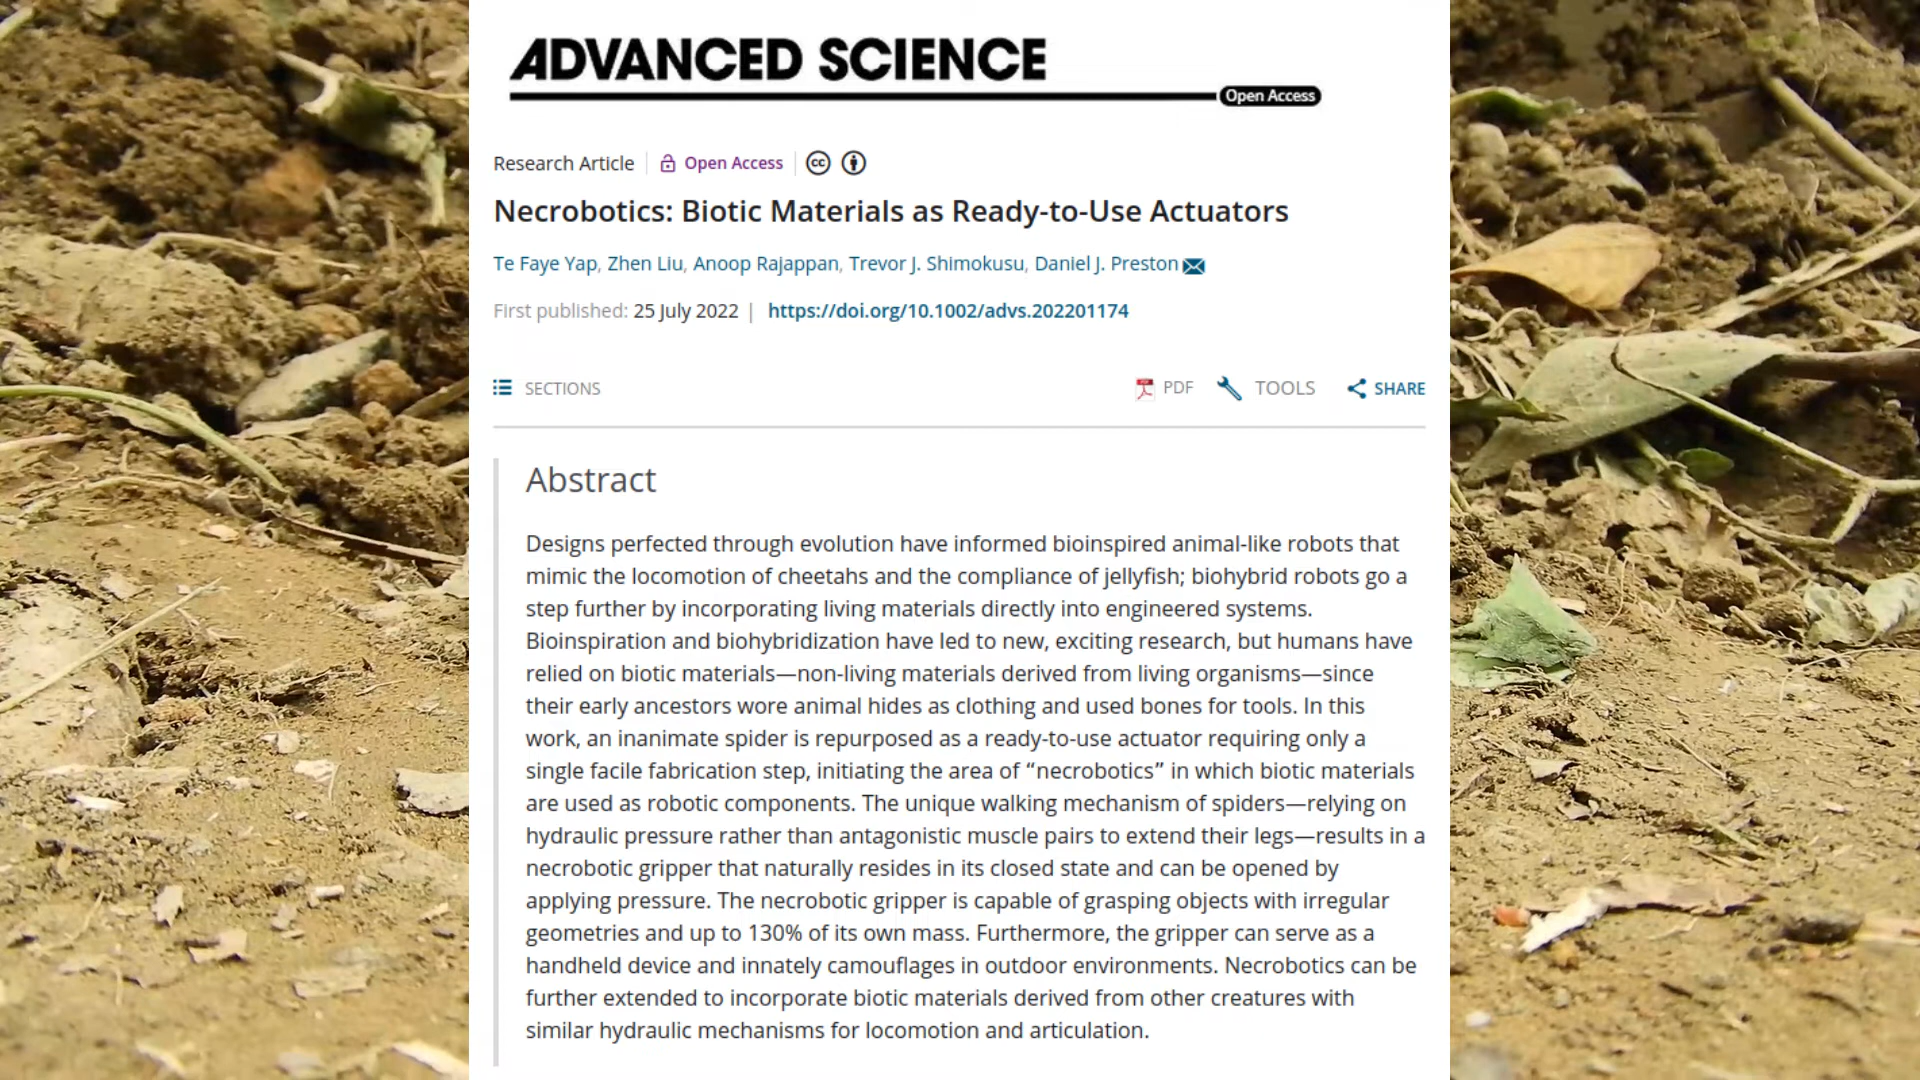 ADVANCED SCIENCE
Open Access
Research Article
Open Access
cc
Necrobotics: Biotic Materials as Ready-to-Use Actuators
Te Faye Yap, Zhen Liu, Anoop Rajappan, Trevor J. Shimokusu, Daniel J. Preston
First published: 25 July 2022 | https://doi.org/10.1002/advs.202201174
SECTIONS
PDF
TOOLS
SHARE
Abstract
Designs perfected through evolution have informed bioinspired animal-like robots that
mimic the locomotion of cheetahs and the compliance of jellyfish; biohybrid robots go a
step further by incorporating living materials directly into engineered systems.
Bioinspiration and biohybridization have led to new, exciting research, but humans have
relied on biotic materials—non-living materials derived from living organisms—since
their early ancestors wore animal hides as clothing and used bones for tools. In this
work, an inanimate spider is repurposed as a ready-to-use actuator requiring only a
single facile fabrication step, initiating the area of “necrobotics” in which biotic materials
are used as robotic components. The unique walking mechanism of spiders—relying on
hydraulic pressure rather than antagonistic muscle pairs to extend their legs—results in a
necrobotic gripper that naturally resides in its closed state and can be opened by
applying pressure. The necrobotic gripper is capable of grasping objects with irregular
geometries and up to 130% of its own mass. Furthermore, the gripper can serve as a
handheld device and innately camouflages in outdoor environments. Necrobotics can be
further extended to incorporate biotic materials derived from other creatures with
similar hydraulic mechanisms for locomotion and articulation.